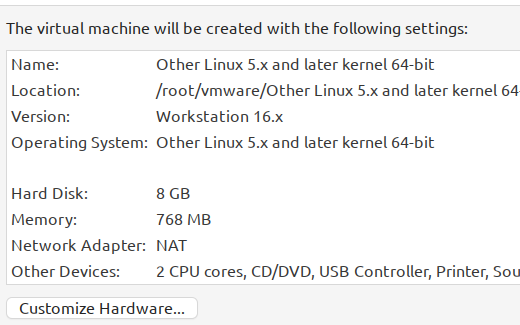 The virtual machine will be created with the following settings:
Name: Other Linux 5.x and later kernel 64-bit
Location: /root/vmware/Other Linux 5.x and later kernel 64-
Version: Workstation 16.x
Operating System: Other Linux 5.x and later kernel 64-bit
Hard Disk: 8 GB
Memory: 768 MB
Network Adapter: NAT
Other Devices: 2 CPU cores, CD/DVD, USB Controller, Printer, Sou
Customize Hardware...